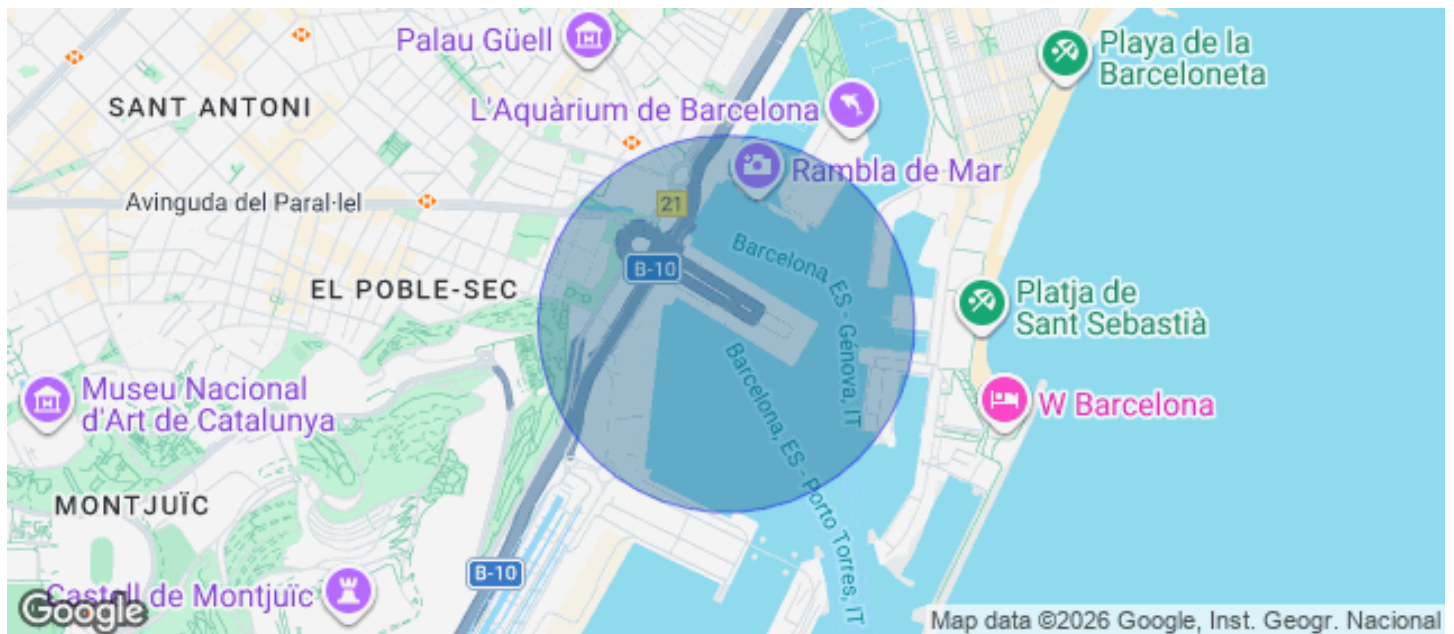 Palau Güell
Playa de la
Barceloneta
SANT ANTONI
L'Aquàrium de Barcelona
Rambla de Mar
Avinguda del Paral·lel
21
Barcelona, ES - Génova, IT
B-10
EL POBLE-SEC
Platja de
Sant Sebastià
Barcelona, ES - Porto Torres, IT
Museu Nacional
d'Art de Catalunya
W Barcelona
MONTJUÏC
B-10
Castell de Montjuïc
Google
Map data ©2026 Google, Inst. Geogr. Nacional